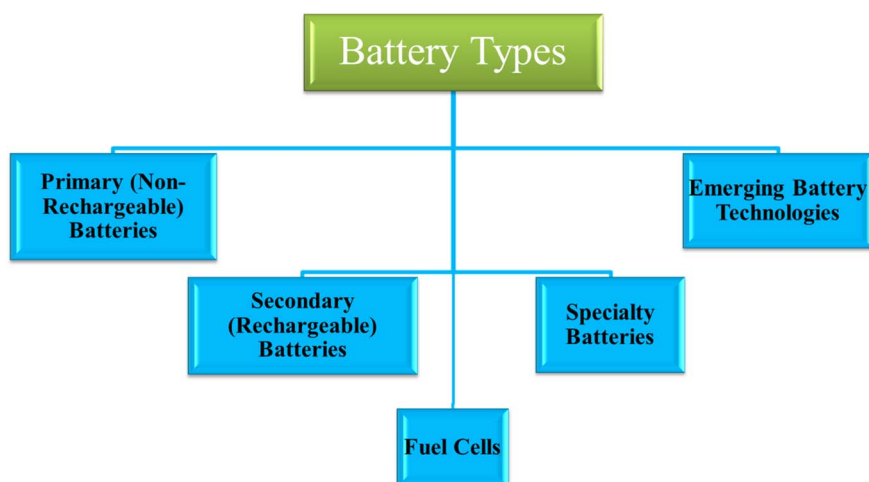 Battery Types
Primary (Non-
Rechargeable)
Batteries
Emerging Battery
Technologies
Secondary
(Rechargeable)
Batteries
Specialty
Batteries
Fuel Cells